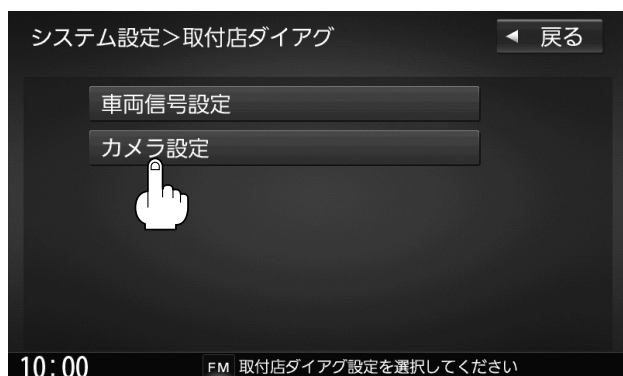 システム設定＞取付店ダイアグ
◀ 戻る
車両信号設定
カメラ設定
10:00
FM 取付店ダイアグ設定を選択してください